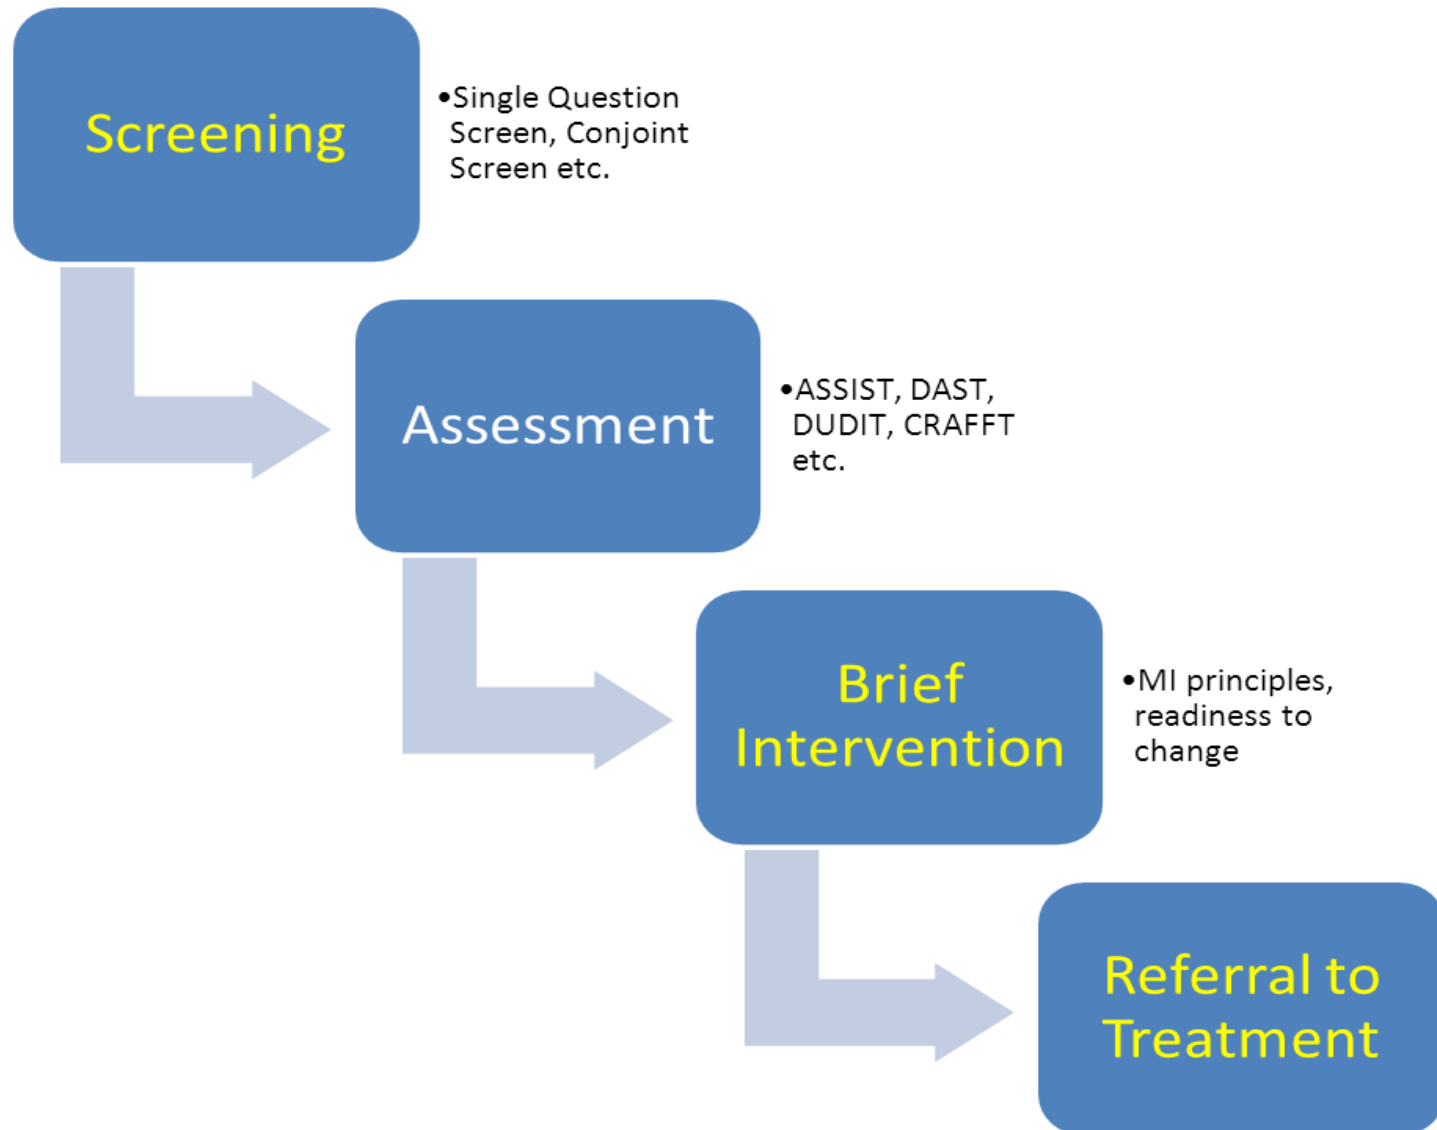 Screening
•Single Question
Screen, Conjoint
Screen etc.
Assessment
•ASSIST, DAST,
DUDIT, CRAFFT
etc.
Brief
Intervention
•MI principles,
readiness to
change
Referral to
Treatment